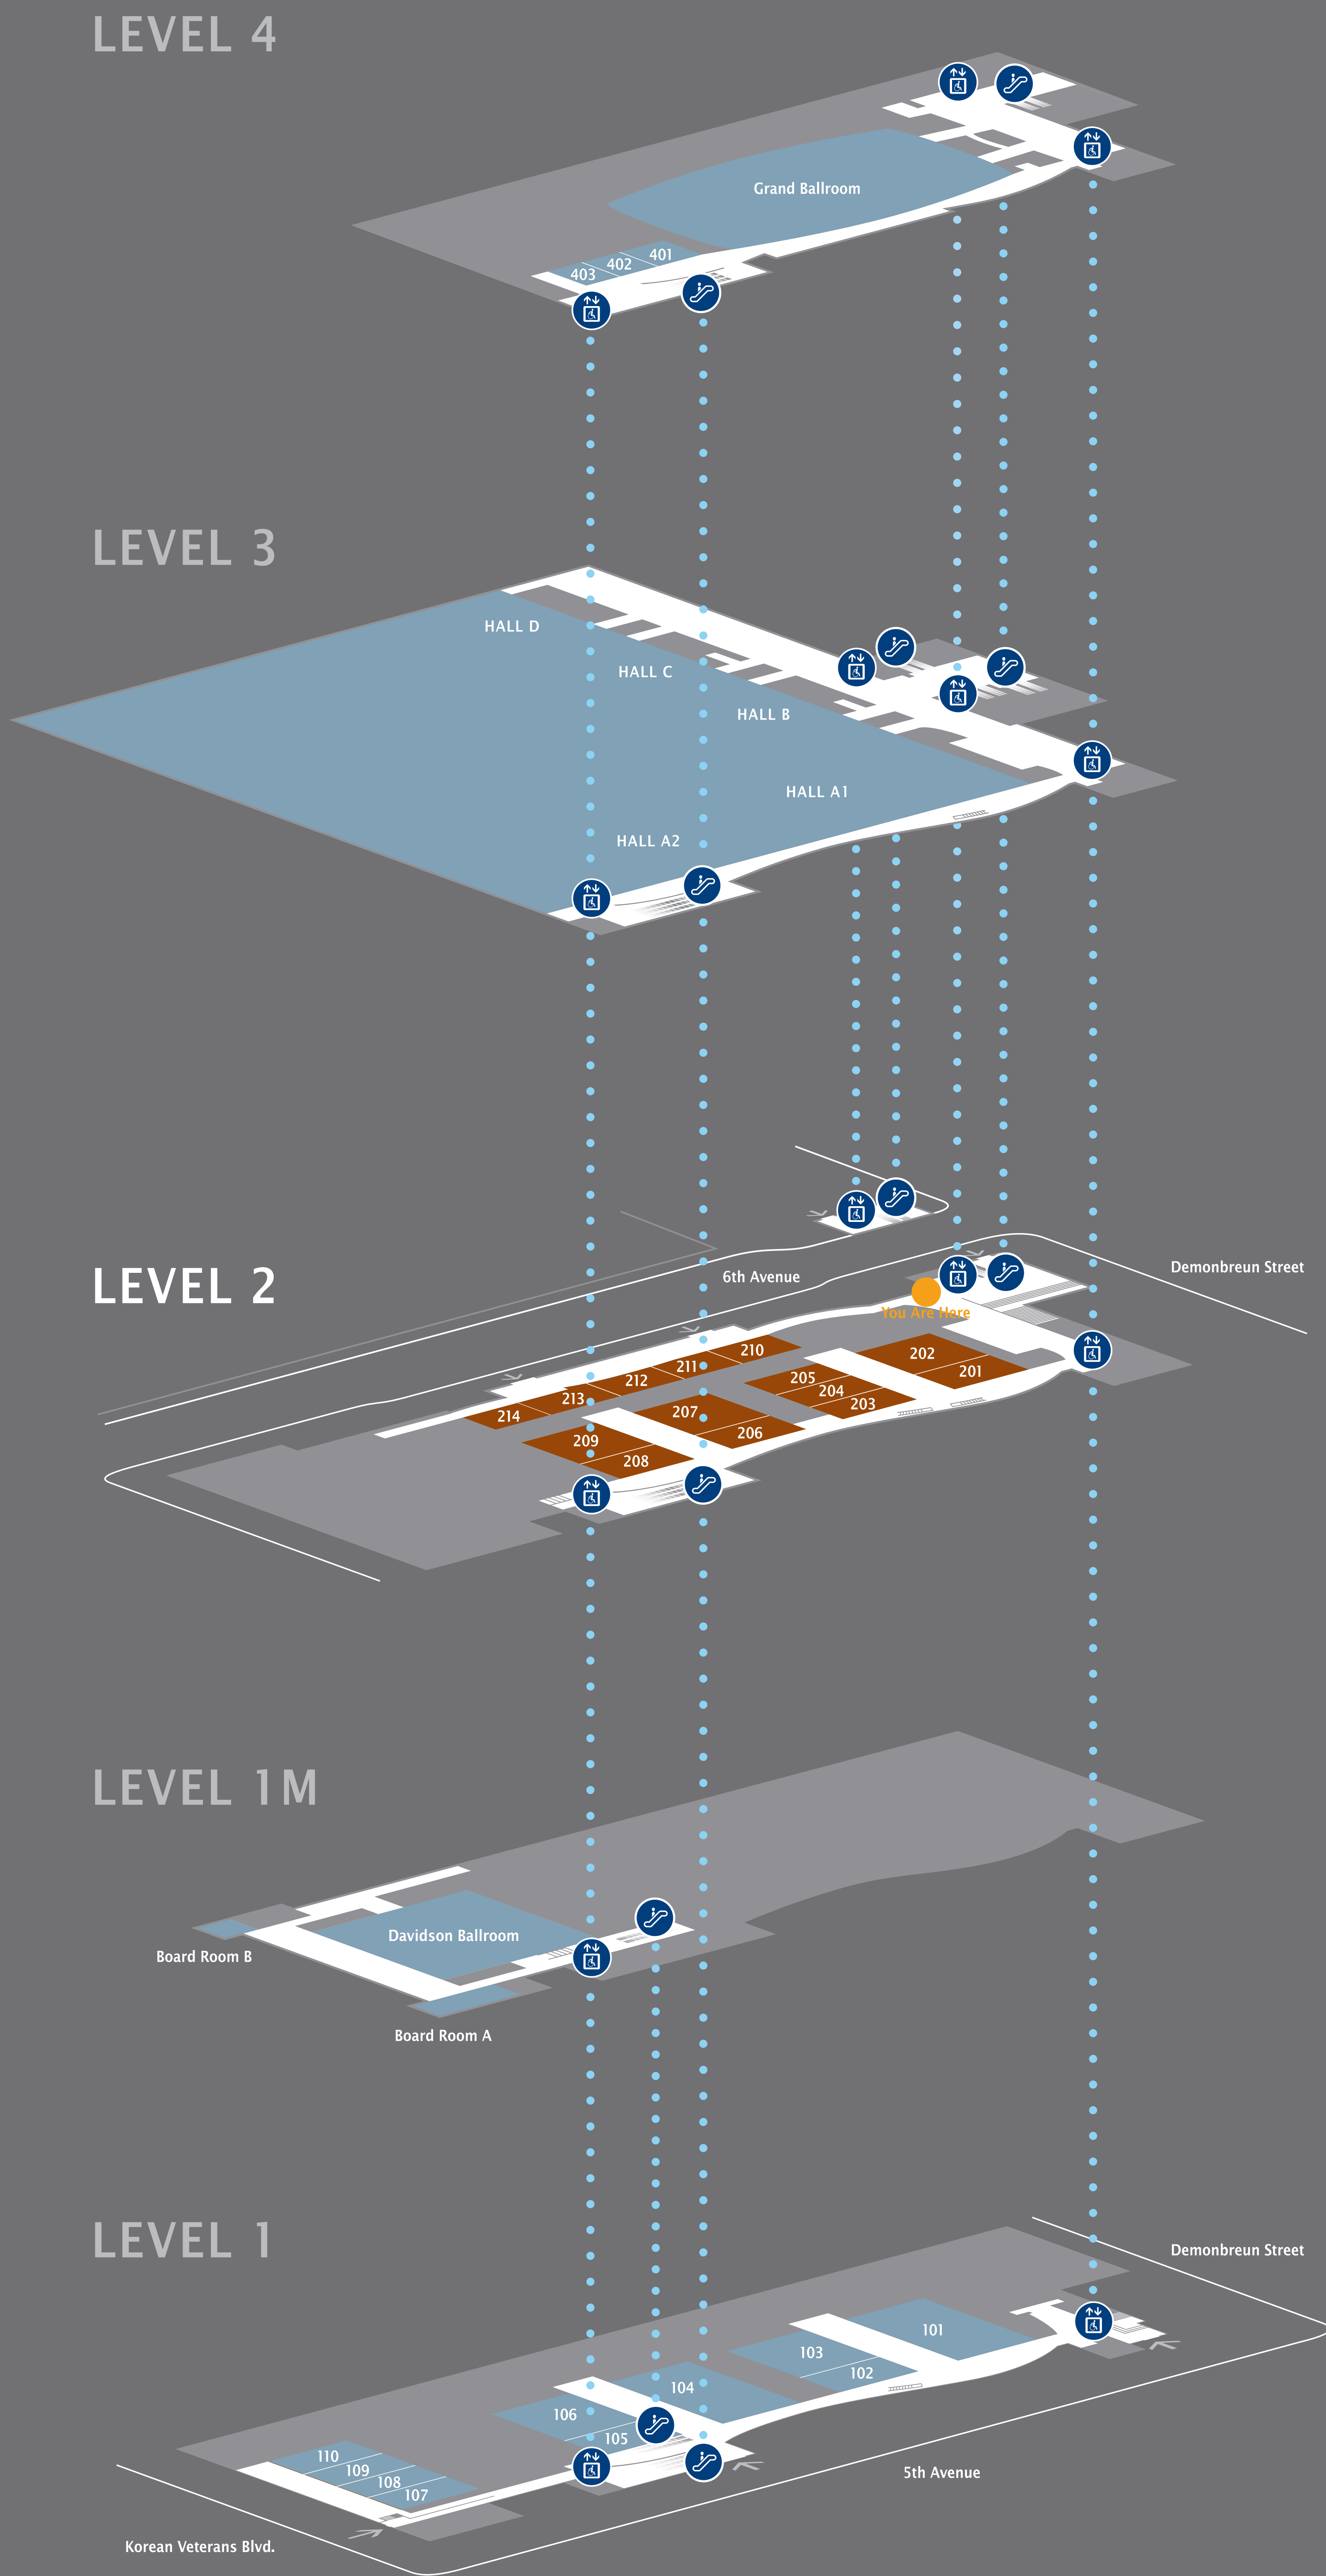 LEVEL 4
Grand Ballroom
401
402
403
LEVEL 3
HALL D
HALL C
HALL B
HALL A1
HALL A2
LEVEL 2
6th Avenue
Demonbreun Street
You Are Here
210
202
211
201
205
212
204
213
203
207
214
206
209
208
LEVEL 1M
Davidson Ballroom
Board Room B
Board Room A
LEVEL 1
Demonbreun Street
101
103
102
104
106
105
110
109
108
107
5th Avenue
Korean Veterans Blvd.